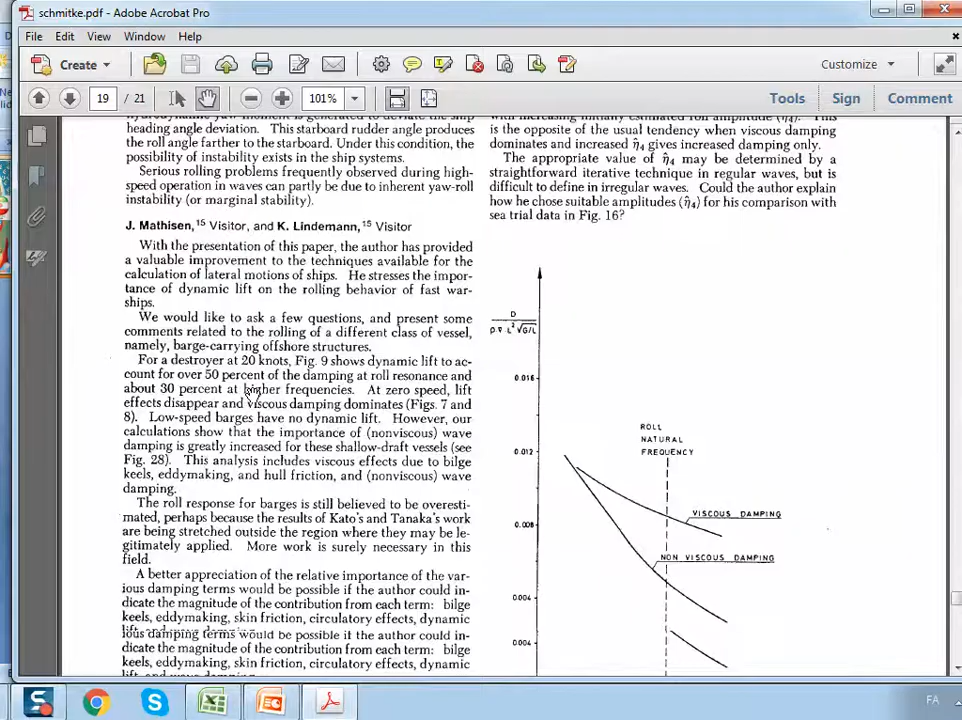 schmitke.pdf - Adobe Acrobat Pro
File Edit View Window Help
Create
Customize
19 / 21
101%
Tools Sign Comment
heading angle deviation. This starboard rudder angle produces
the roll angle farther to the starboard. Under this condition, the
possibility of instability exists in the ship systems.
Serious rolling problems frequently observed during high-
speed operation in waves can partly be due to inherent yaw-roll
instability (or marginal stability).
J. Mathisen,15 Visitor, and K. Lindemann,15 Visitor
With the presentation of this paper, the author has provided
a valuable improvement to the techniques available for the
calculation of lateral motions of ships. He stresses the impor-
tance of dynamic lift on the rolling behavior of fast war-
ships.
We would like to ask a few questions, and present some
comments related to the rolling of a different class of vessel,
namely, barge-carrying offshore structures.
For a destroyer at 20 knots, Fig. 9 shows dynamic lift to ac-
count for over 50 percent of the damping at roll resonance and
about 30 percent at higher frequencies. At zero speed, lift
effects disappear and viscous damping dominates (Figs. 7 and
8). Low-speed barges have no dynamic lift. However, our
calculations show that the importance of (nonviscous) wave
damping is greatly increased for these shallow-draft vessels (see
Fig. 28). This analysis includes viscous effects due to bilge
keels, eddymaking, and hull friction, and (nonviscous) wave
damping.
The roll response for barges is still believed to be overesti-
mated, perhaps because the results of Kato's and Tanaka's work
are being stretched outside the region where they may be le-
gitimately applied. More work is surely necessary in this
field.
A better appreciation of the relative importance of the var-
ious damping terms would be possible if the author could in-
dicate the magnitude of the contribution from each term: bilge
keels, eddymaking, skin friction, circulatory effects, dynamic
ious damping terms would be possible if the author could in-
dicate the magnitude of the contribution from each term: bilge
keels, eddymaking, skin friction, circulatory effects, dynamic
with increasing initially estimated roll amplitude (η̂4). This
is the opposite of the usual tendency when viscous damping
dominates and increased η̂4 gives increased damping only.
The appropriate value of η̂4 may be determined by a
straightforward iterative technique in regular waves, but is
difficult to define in irregular waves. Could the author explain
how he chose suitable amplitudes (η̂4) for his comparison with
sea trial data in Fig. 16?
D
ρ·∇·L²√G/L
0.016
ROLL
NATURAL
FREQUENCY
0.012
VISCOUS DAMPING
0.008
NON VISCOUS DAMPING
0.004
0.004
FA